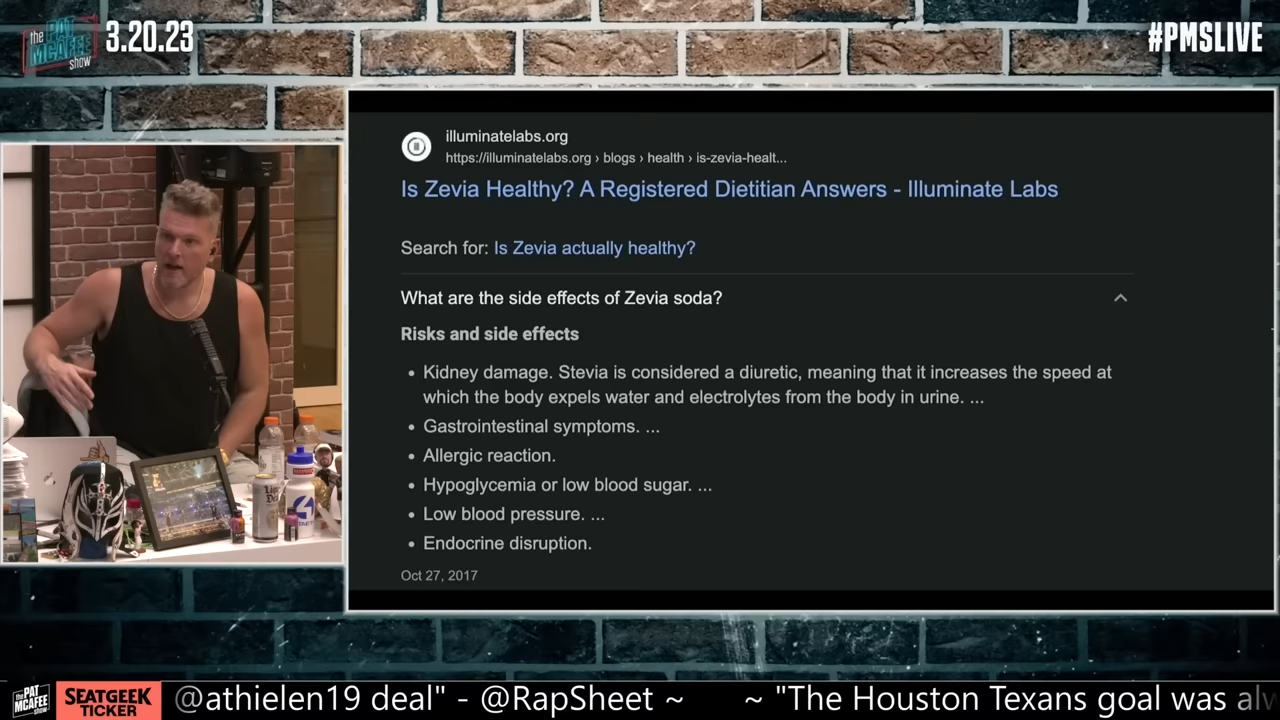 the PAT MCAFEE show
3.20.23
#PMSLIVE
illuminatelabs.org
https://illuminatelabs.org › blogs › health › is-zevia-healt...
Is Zevia Healthy? A Registered Dietitian Answers - Illuminate Labs
Search for: Is Zevia actually healthy?
What are the side effects of Zevia soda?
Risks and side effects
• Kidney damage. Stevia is considered a diuretic, meaning that it increases the speed at
which the body expels water and electrolytes from the body in urine. ...
• Gastrointestinal symptoms. ...
• Allergic reaction.
• Hypoglycemia or low blood sugar. ...
• Low blood pressure. ...
• Endocrine disruption.
Oct 27, 2017
the PAT MCAFEE show
SEATGEEK
TICKER
@athielen19 deal" - @RapSheet ~ ~ "The Houston Texans goal was alw